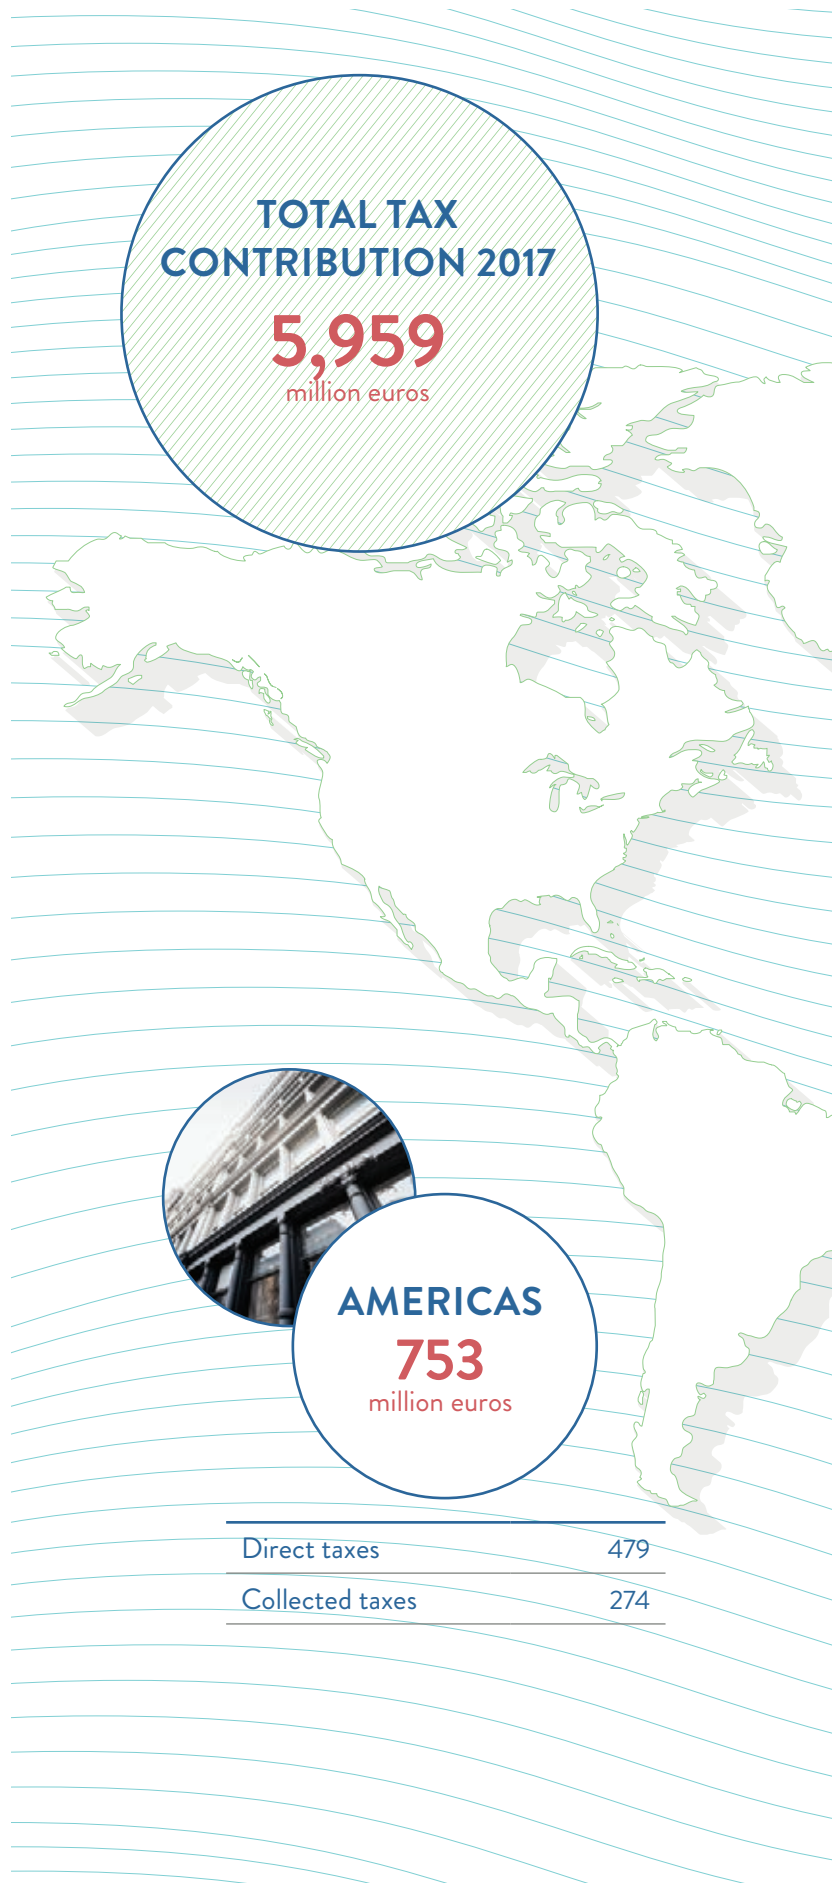 TOTAL TAX
CONTRIBUTION 2017
5,959
million euros
AMERICAS
753
million euros
Direct taxes 479
Collected taxes 274